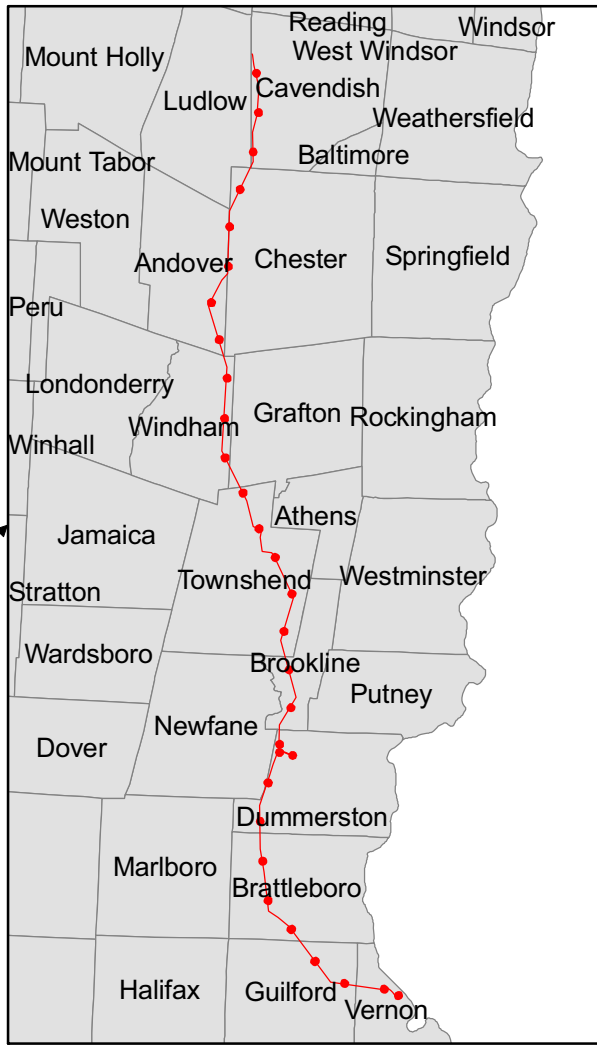 Reading
Windsor
Mount Holly
West Windsor
Ludlow
Cavendish
Weathersfield
Mount Tabor
Baltimore
Weston
Andover
Chester
Springfield
Peru
Londonderry
Windham
Grafton
Rockingham
Winhall
Athens
Jamaica
Townshend
Westminster
Stratton
Wardsboro
Brookline
Putney
Newfane
Dover
Dummerston
Marlboro
Brattleboro
Halifax
Guilford
Vernon